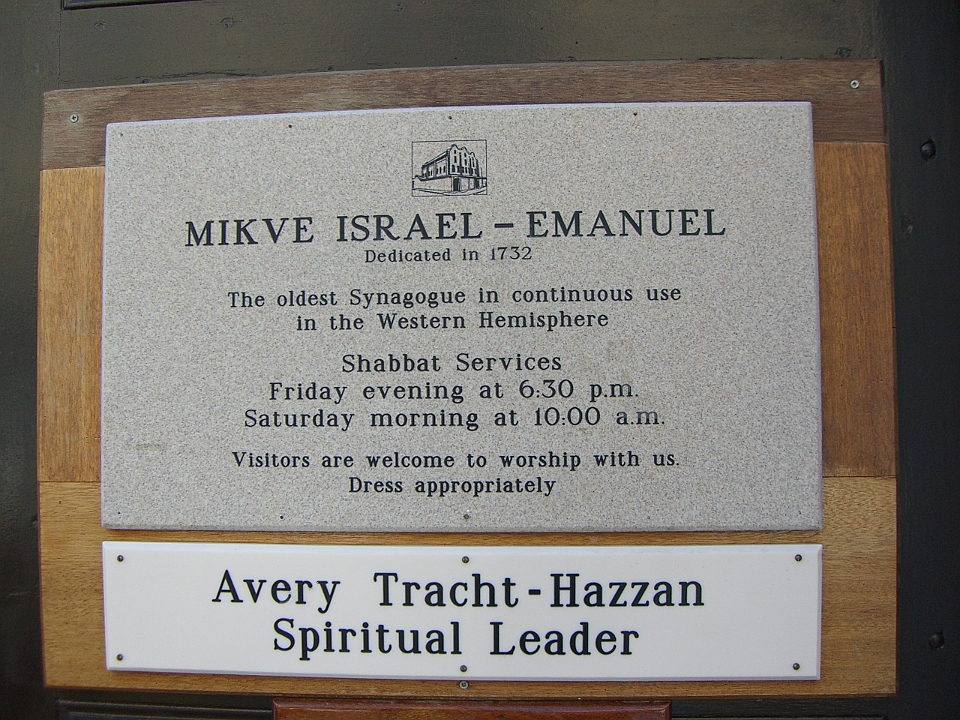 MIKVE ISRAEL – EMANUEL
Dedicated in 1732
The oldest Synagogue in continuous use
in the Western Hemisphere
Shabbat Services
Friday evening at 6:30 p.m.
Saturday morning at 10:00 a.m.
Visitors are welcome to worship with us.
Dress appropriately
Avery Tracht-Hazzan
Spiritual Leader